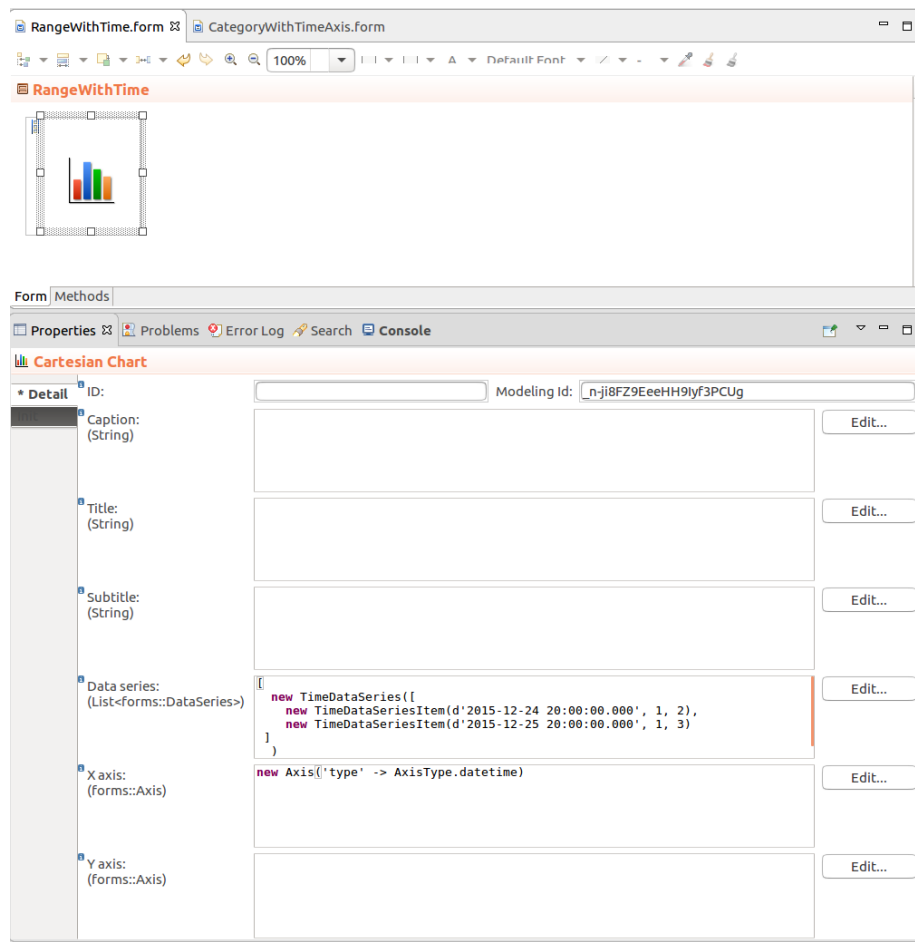 RangeWithTime.form CategoryWithTimeAxis.form
100% A Default Font
RangeWithTime
Form Methods
Properties Problems Error Log Search Console
Cartesian Chart
* Detail ID: Modeling Id: _n-ji8FZ9EeeHH9Iyf3PCUg
Init
Caption:
(String)
Edit...
Title:
(String)
Edit...
Subtitle:
(String)
Edit...
Data series:
(List<forms::DataSeries>)
[
new TimeDataSeries([
new TimeDataSeriesItem(d'2015-12-24 20:00:00.000', 1, 2),
new TimeDataSeriesItem(d'2015-12-25 20:00:00.000', 1, 3)
]
)
Edit...
X axis:
(forms::Axis)
new Axis('type' -> AxisType.datetime)
Edit...
Y axis:
(forms::Axis)
Edit...